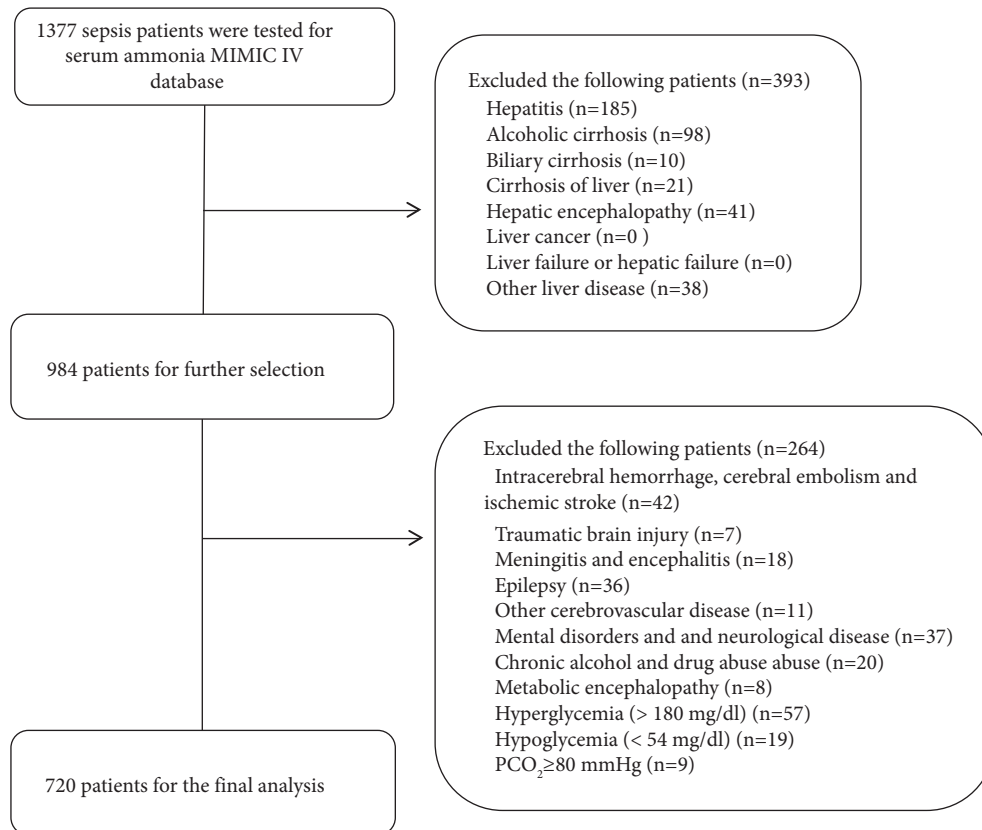 1377 sepsis patients were tested for
serum ammonia MIMIC IV
database
Excluded the following patients (n=393)
Hepatitis (n=185)
Alcoholic cirrhosis (n=98)
Biliary cirrhosis (n=10)
Cirrhosis of liver (n=21)
Hepatic encephalopathy (n=41)
Liver cancer (n=0 )
Liver failure or hepatic failure (n=0)
Other liver disease (n=38)
984 patients for further selection
Excluded the following patients (n=264)
Intracerebral hemorrhage, cerebral embolism and
ischemic stroke (n=42)
Traumatic brain injury (n=7)
Meningitis and encephalitis (n=18)
Epilepsy (n=36)
Other cerebrovascular disease (n=11)
Mental disorders and and neurological disease (n=37)
Chronic alcohol and drug abuse abuse (n=20)
Metabolic encephalopathy (n=8)
Hyperglycemia (> 180 mg/dl) (n=57)
Hypoglycemia (< 54 mg/dl) (n=19)
PCO₂≥80 mmHg (n=9)
720 patients for the final analysis